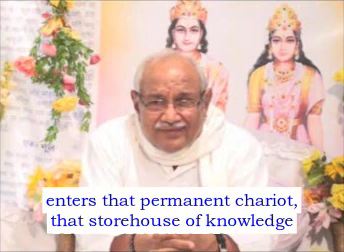 enters that permanent chariot,
that storehouse of knowledge